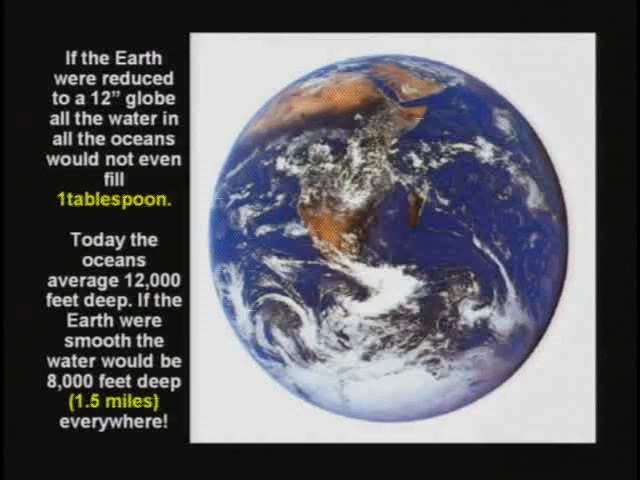 If the Earth
were reduced
to a 12” globe
all the water in
all the oceans
would not even
fill
1tablespoon.
Today the
oceans
average 12,000
feet deep. If the
Earth were
smooth the
water would be
8,000 feet deep
(1.5 miles)
everywhere!